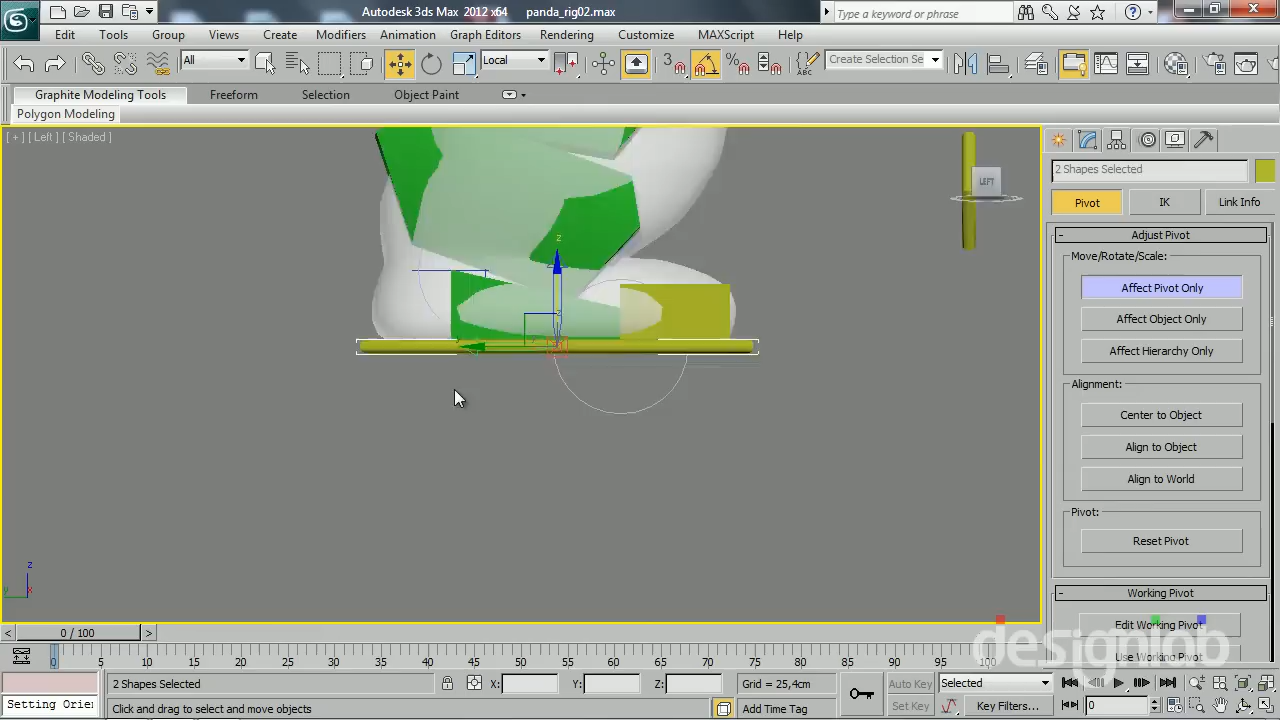 Autodesk 3ds Max 2012 x64 panda_rig02.max
Type a keyword or phrase
Edit Tools Group Views Create Modifiers Animation Graph Editors Rendering Customize MAXScript Help
All Local 3 Create Selection Se
Graphite Modeling Tools Freeform Selection Object Paint
Polygon Modeling
[ + ] [ Left ] [ Shaded ]
LEFT
2 Shapes Selected
Pivot IK Link Info
- Adjust Pivot
Move/Rotate/Scale:
Affect Pivot Only
Affect Object Only
Affect Hierarchy Only
Alignment:
Center to Object
Align to Object
Align to World
Pivot:
Reset Pivot
- Working Pivot
Edit Working Pivot
Use Working Pivot
z
z
z
y x
designlab
< 0 / 100 >
0 5 10 15 20 25 30 35 40 45 50 55 60 65 70 75 80 85 90 95 100
2 Shapes Selected X: Y: Z: Grid = 25,4cm Auto Key Selected
Setting Orie Click and drag to select and move objects Add Time Tag Set Key Key Filters... 0